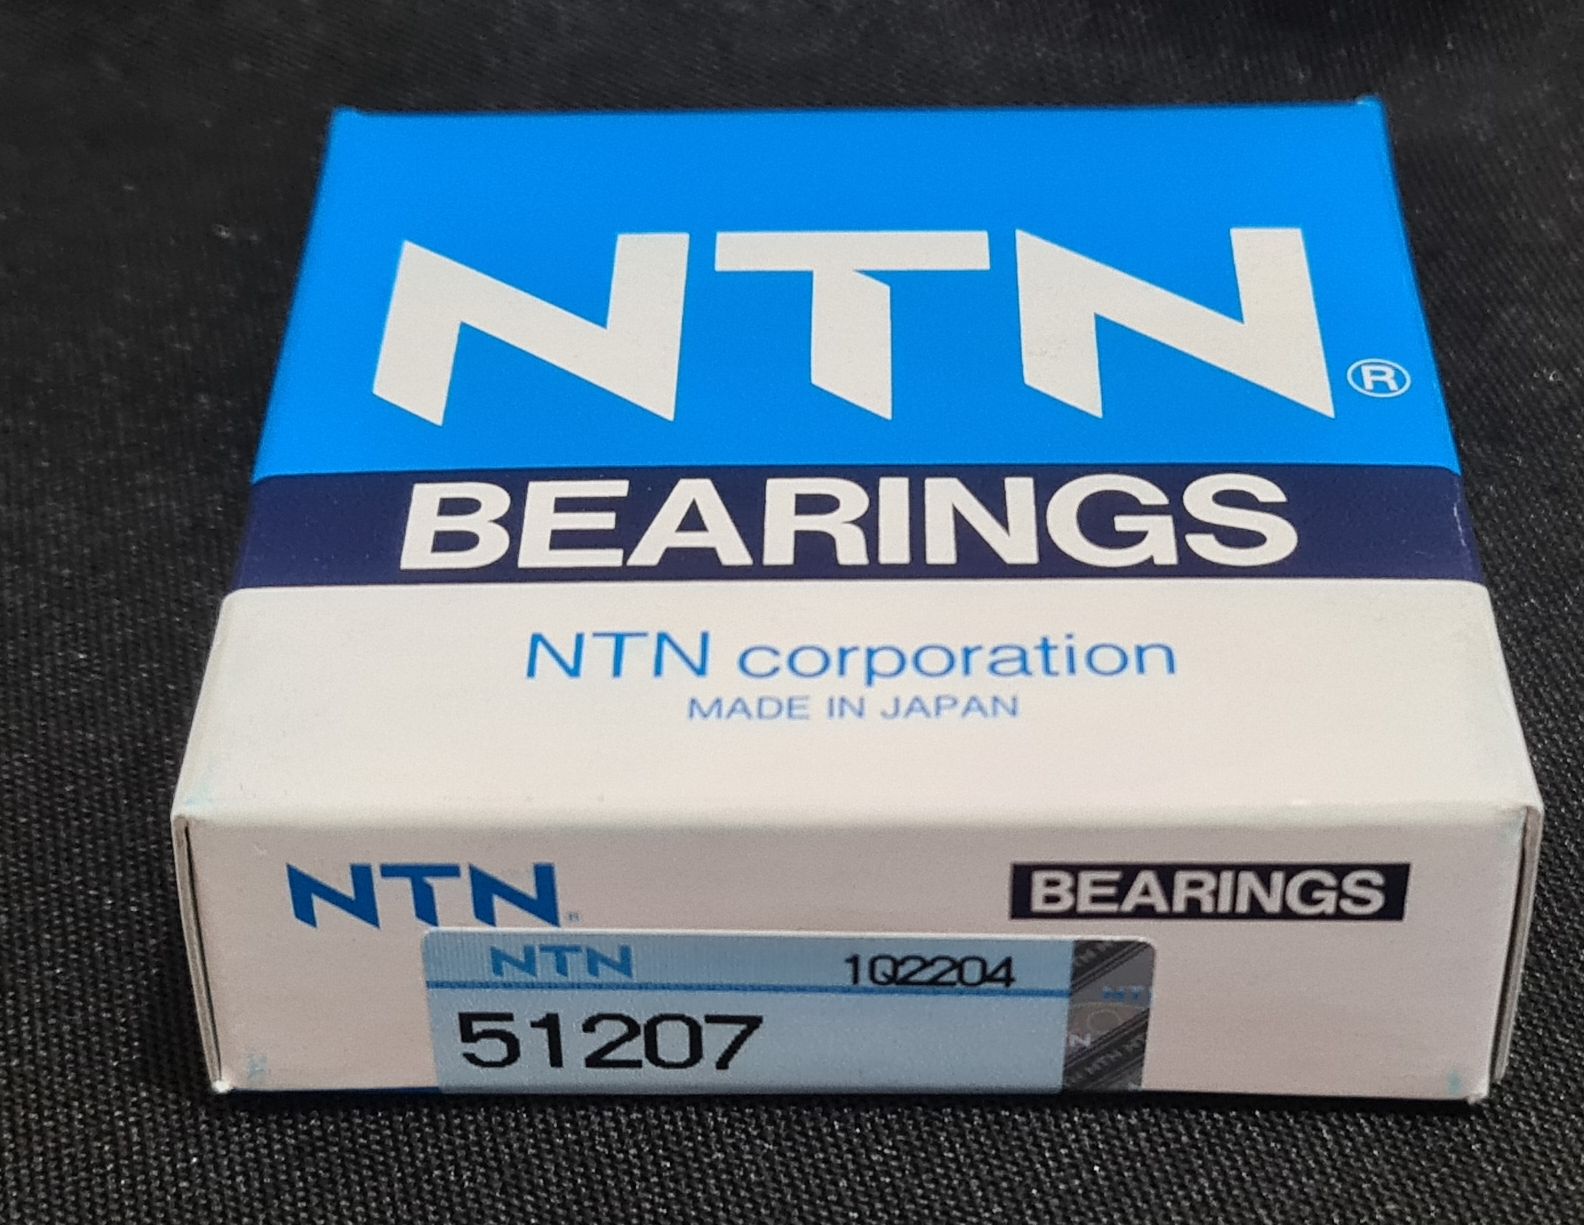 NTN®
BEARINGS
NTN corporation
MADE IN JAPAN
NTN®
BEARINGS
NTN
1Q2204
51207